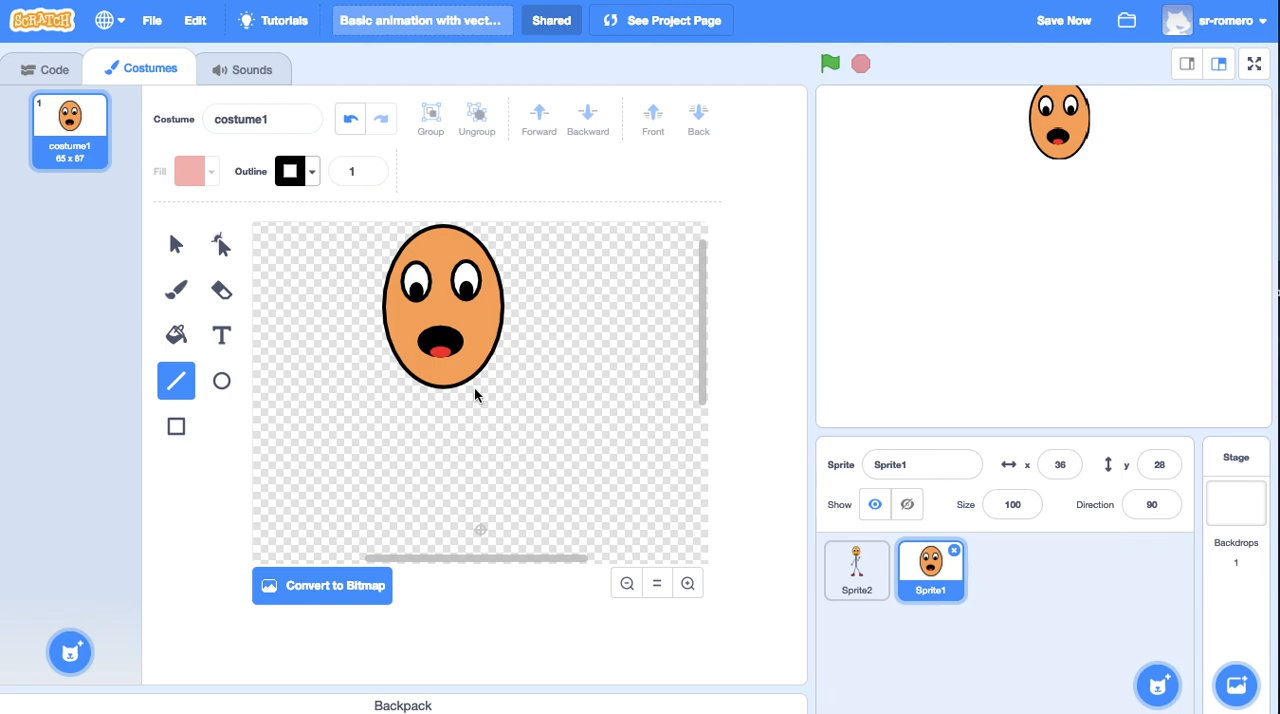 SCRATCH File Edit Tutorials Basic animation with vect... Shared See Project Page Save Now sr-romero
Code Costumes Sounds
1
costume1
65 x 87
Costume costume1 Group Ungroup Forward Backward Front Back
Fill Outline 1
Convert to Bitmap
Backpack
Sprite Sprite1 x 36 y 28
Show Size 100 Direction 90
Sprite2 Sprite1
Stage
Backdrops
1